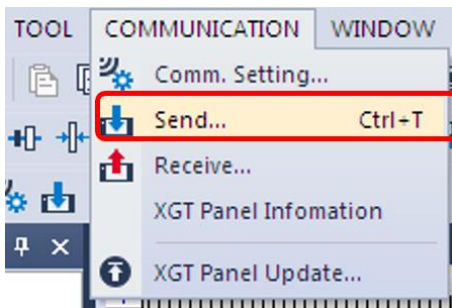 TOOL COMMUNICATION WINDOW
Comm. Setting...
Send... Ctrl+T
Receive...
XGT Panel Infomation
XGT Panel Update...